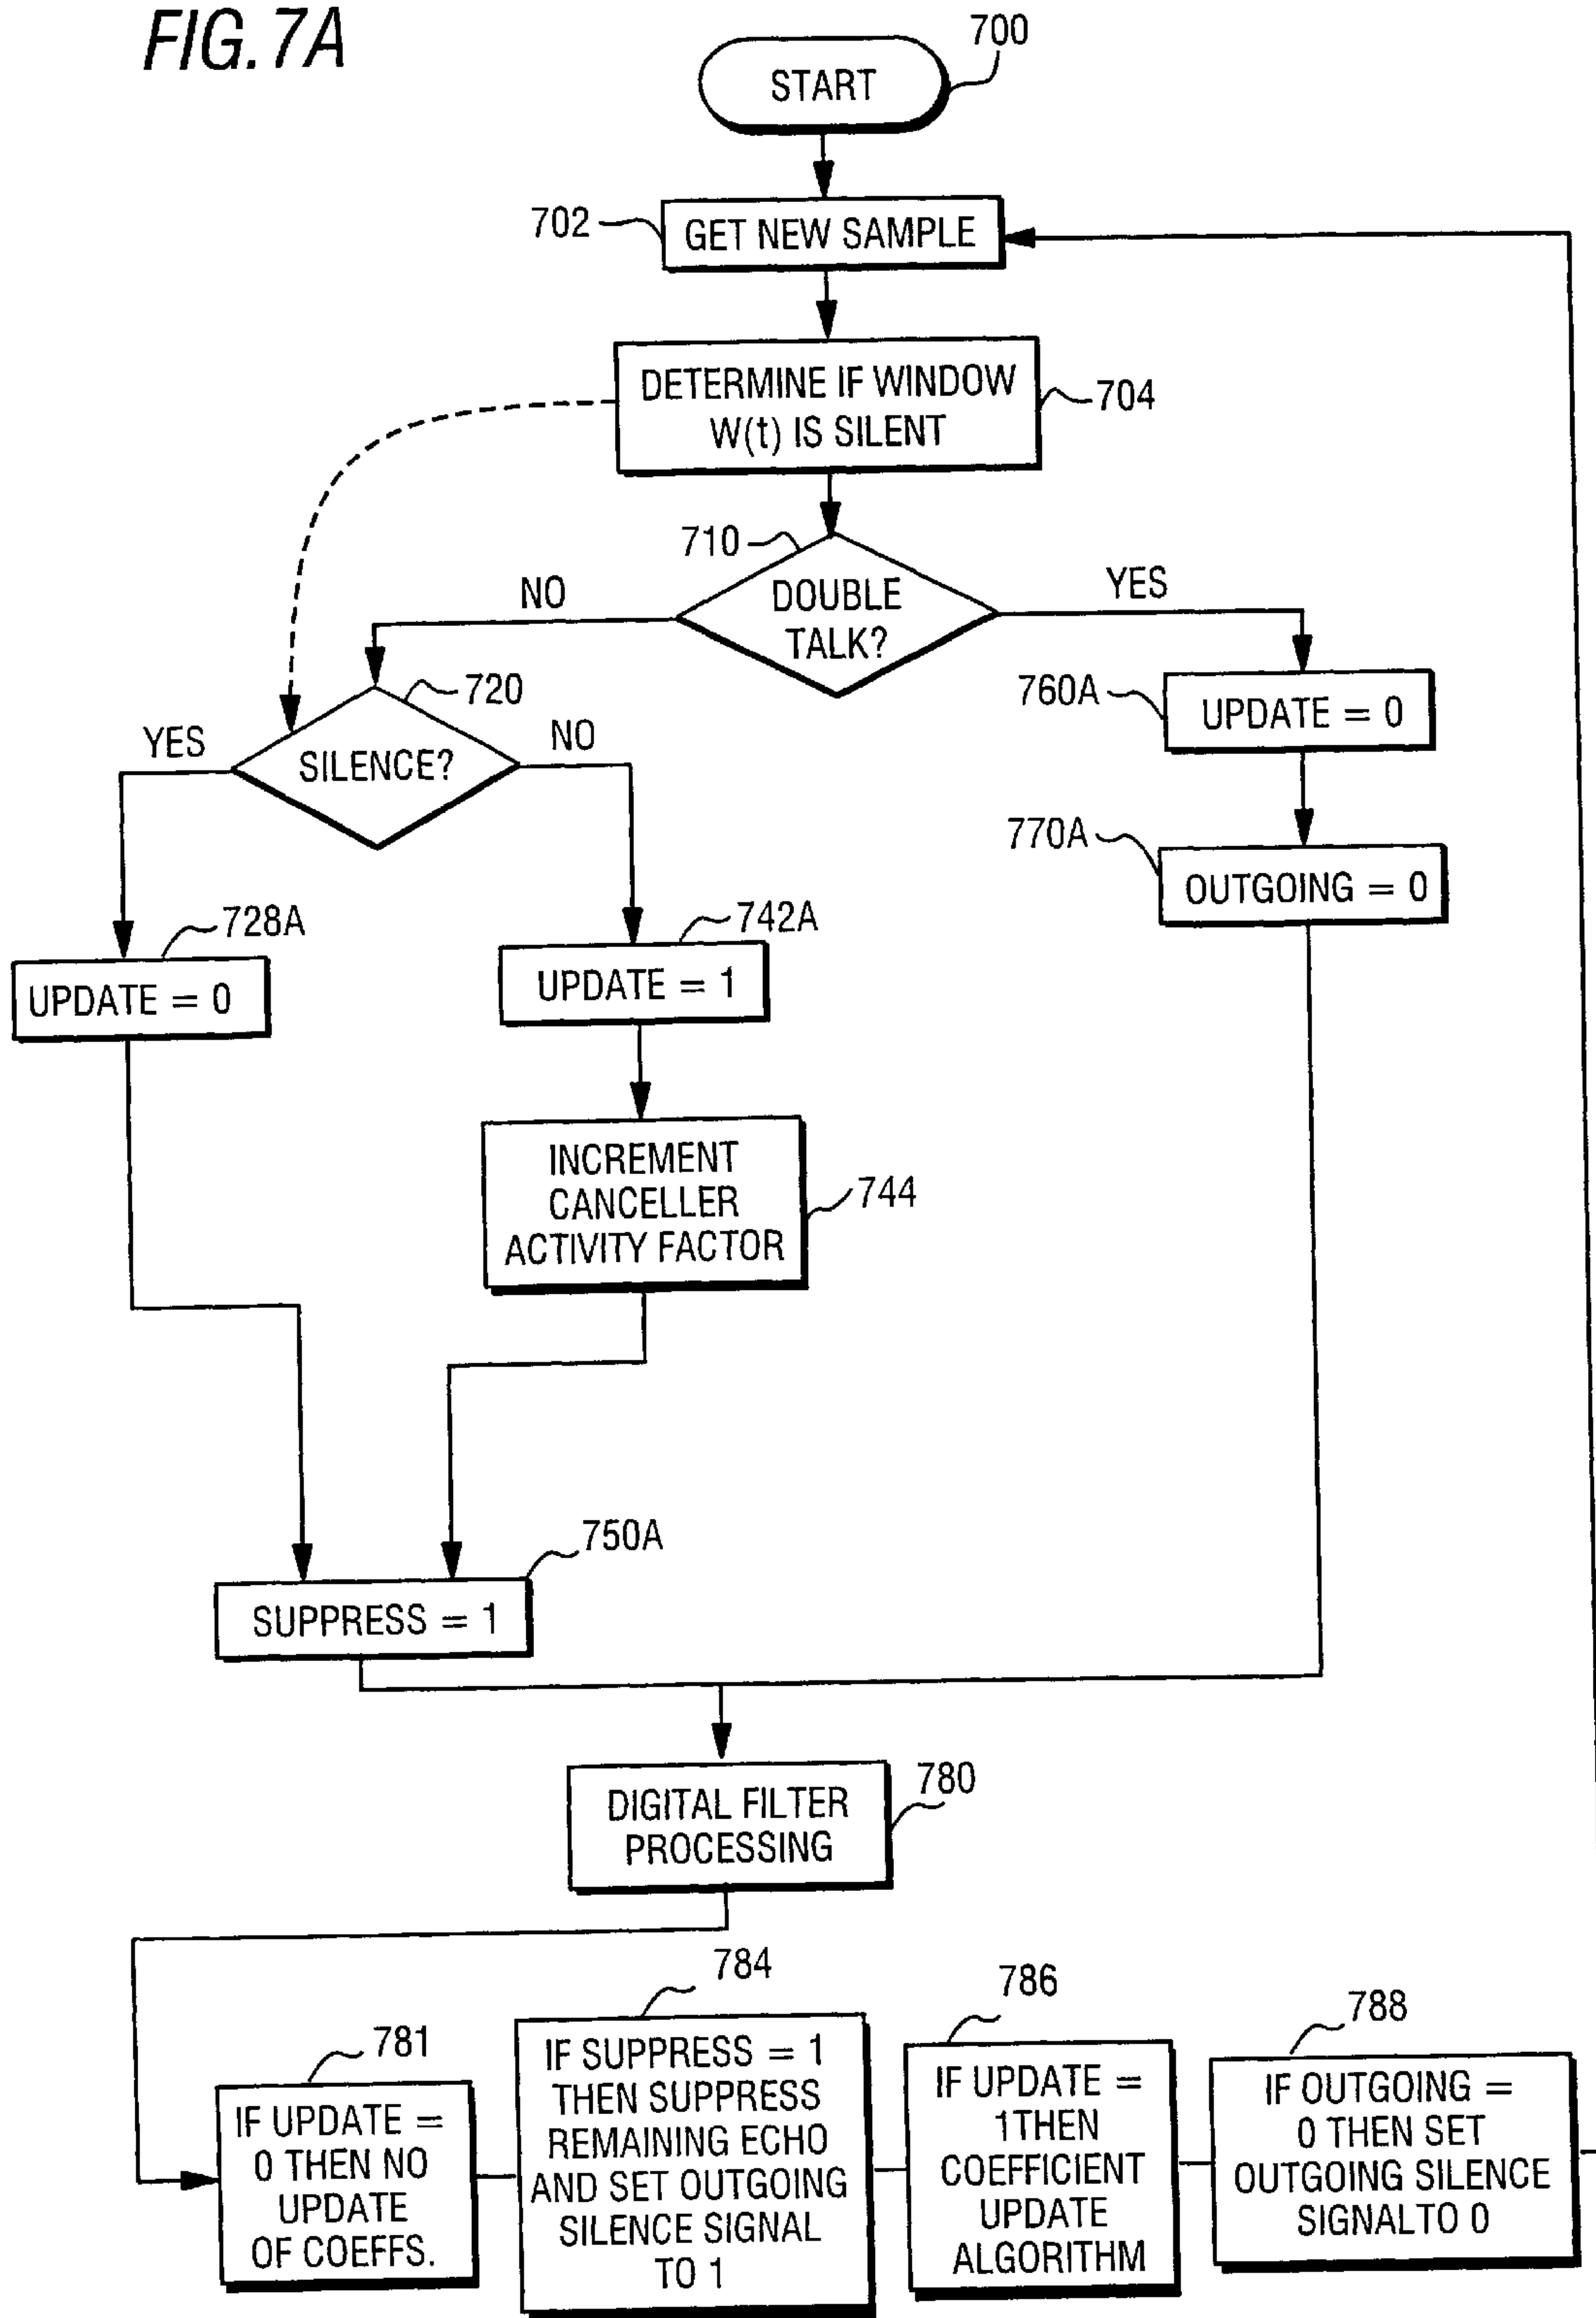 FIG. 7A
700
START
702
GET NEW SAMPLE
DETERMINE IF WINDOW
W(t) IS SILENT
704
710
DOUBLE
TALK?
NO
YES
720
SILENCE?
YES
NO
760A
UPDATE = 0
770A
OUTGOING = 0
728A
UPDATE = 0
742A
UPDATE = 1
INCREMENT
CANCELLER
ACTIVITY FACTOR
744
750A
SUPPRESS = 1
780
DIGITAL FILTER
PROCESSING
781
IF UPDATE =
0 THEN NO
UPDATE
OF COEFFS.
784
IF SUPPRESS = 1
THEN SUPPRESS
REMAINING ECHO
AND SET OUTGOING
SILENCE SIGNAL
TO 1
786
IF UPDATE =
1THEN
COEFFICIENT
UPDATE
ALGORITHM
788
IF OUTGOING =
0 THEN SET
OUTGOING SILENCE
SIGNALTO 0